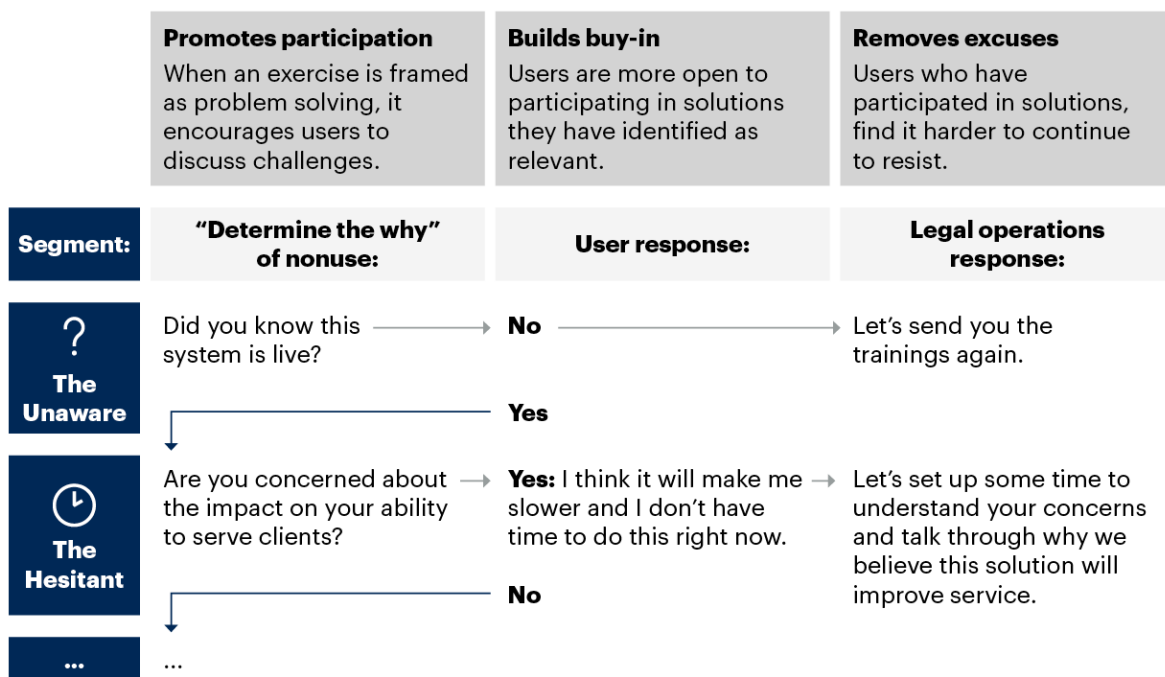 Promotes participation
When an exercise is framed
as problem solving, it
encourages users to
discuss challenges.
Builds buy-in
Users are more open to
participating in solutions
they have identified as
relevant.
Removes excuses
Users who have
participated in solutions,
find it harder to continue
to resist.
Segment:
“Determine the why”
of nonuse:
User response:
Legal operations
response:
?
The
Unaware
Did you know this
system is live?
No
Let’s send you the
trainings again.
Yes
The
Hesitant
Are you concerned about
the impact on your ability
to serve clients?
Yes: I think it will make me
slower and I don’t have
time to do this right now.
Let’s set up some time to
understand your concerns
and talk through why we
believe this solution will
improve service.
No
...
...